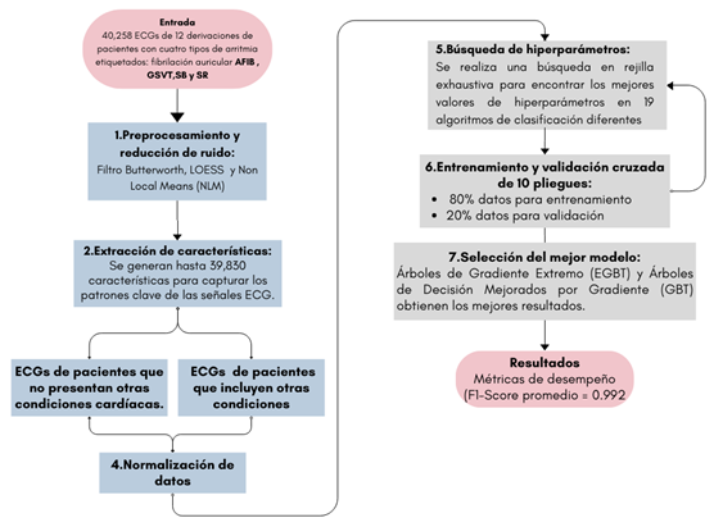 Entrada
40,258 ECGs de 12 derivaciones de
pacientes con cuatro tipos de arritmia
etiquetados: fibrilación auricular AFIB ,
GSVT,SB y SR
1.Preprocesamiento y
reducción de ruido:
Filtro Butterworth, LOESS y Non
Local Means (NLM)
2.Extracción de características:
Se generan hasta 39,830
características para capturar los
patrones clave de las señales ECG.
ECGs de pacientes que
no presentan otras
condiciones cardíacas.
ECGs de pacientes
que incluyen otras
condiciones
4.Normalización de
datos
5.Búsqueda de hiperparámetros:
Se realiza una búsqueda en rejilla
exhaustiva para encontrar los mejores
valores de hiperparámetros en 19
algoritmos de clasificación diferentes
6.Entrenamiento y validación cruzada
de 10 pliegues:
• 80% datos para entrenamiento
• 20% datos para validación
7.Selección del mejor modelo:
Árboles de Gradiente Extremo (EGBT) y Árboles
de Decisión Mejorados por Gradiente (GBT)
obtienen los mejores resultados.
Resultados
Métricas de desempeño
(F1-Score promedio = 0.992